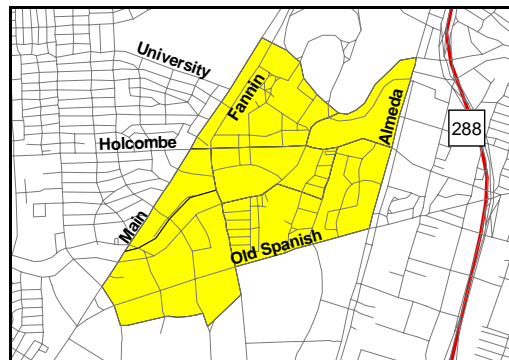 University
Fannin
Almeda
288
Holcombe
Main
Old Spanish